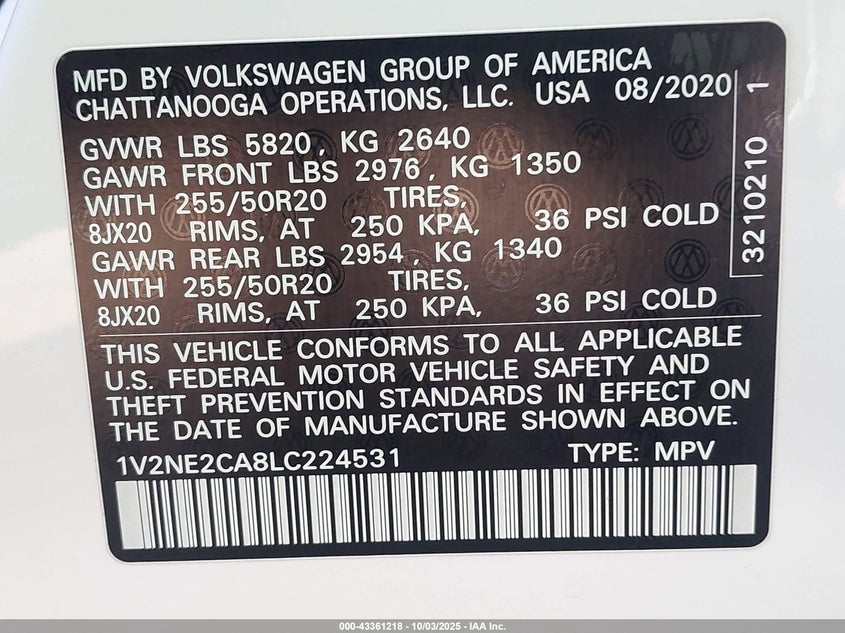 MFD BY VOLKSWAGEN GROUP OF AMERICA
CHATTANOOGA OPERATIONS, LLC. USA 08/2020
GVWR LBS 5820, KG 2640
GAWR FRONT LBS 2976, KG 1350
WITH 255/50R20 TIRES,
8JX20 RIMS, AT 250 KPA, 36 PSI COLD
GAWR REAR LBS 2954, KG 1340
WITH 255/50R20 TIRES,
8JX20 RIMS, AT 250 KPA, 36 PSI COLD
3210210 1
THIS VEHICLE CONFORMS TO ALL APPLICABLE
U.S. FEDERAL MOTOR VEHICLE SAFETY AND
THEFT PREVENTION STANDARDS IN EFFECT ON
THE DATE OF MANUFACTURE SHOWN ABOVE.
1V2NE2CA8LC224531 TYPE: MPV
000-43361218 - 10/03/2025 - IAA Inc.